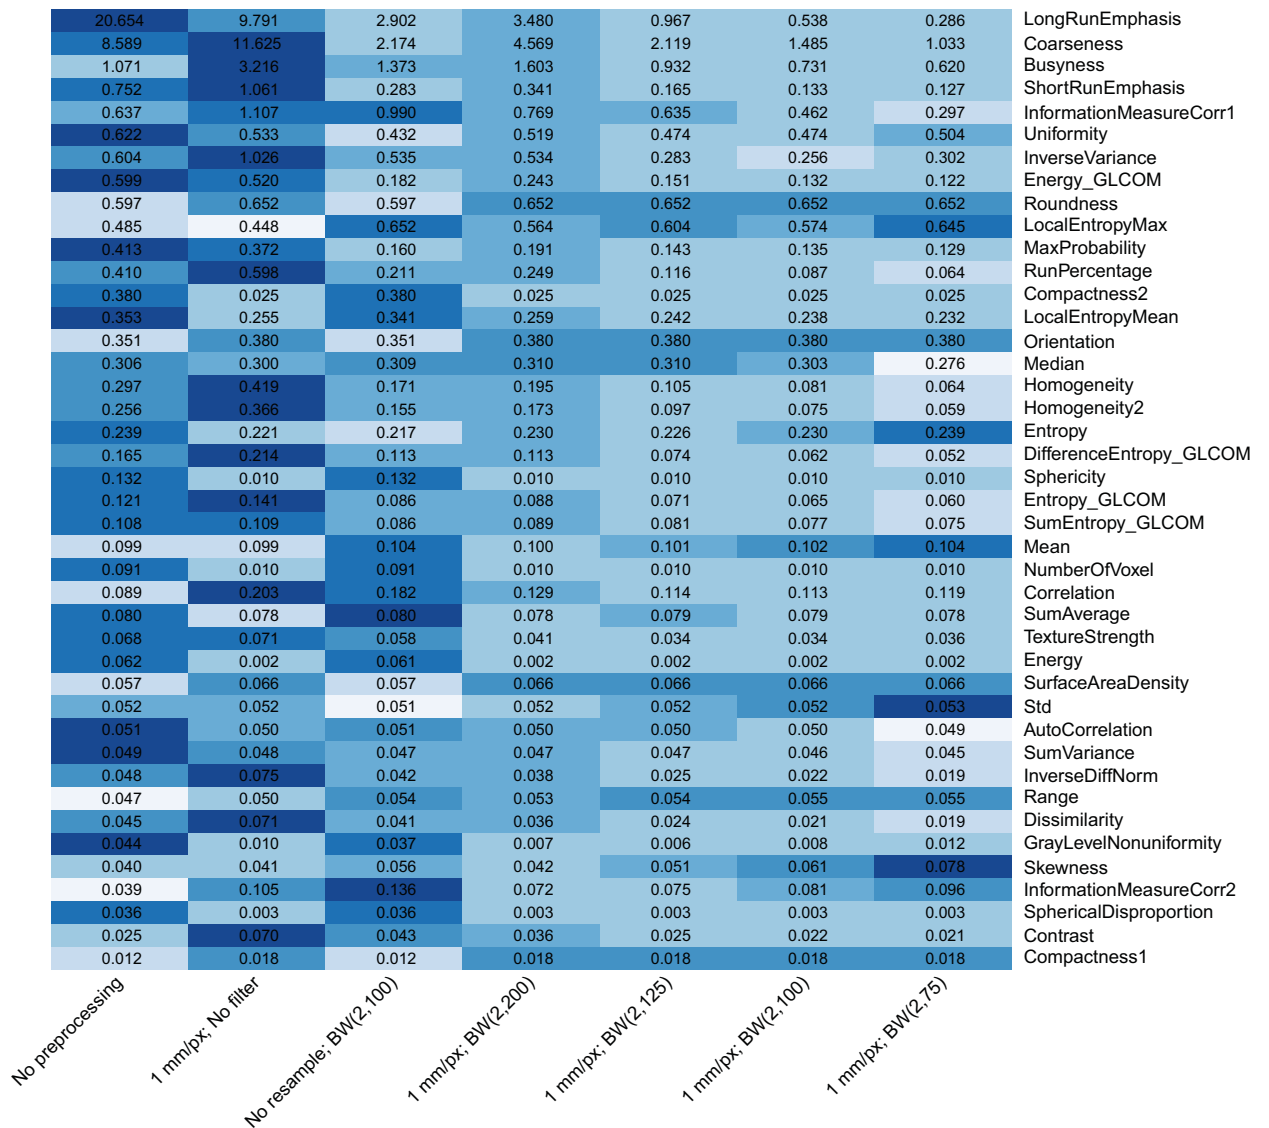 20.654 9.791 2.902 3.480 0.967 0.538 0.286 LongRunEmphasis
8.589 11.625 2.174 4.569 2.119 1.485 1.033 Coarseness
1.071 3.216 1.373 1.603 0.932 0.731 0.620 Busyness
0.752 1.061 0.283 0.341 0.165 0.133 0.127 ShortRunEmphasis
0.637 1.107 0.990 0.769 0.635 0.462 0.297 InformationMeasureCorr1
0.622 0.533 0.432 0.519 0.474 0.474 0.504 Uniformity
0.604 1.026 0.535 0.534 0.283 0.256 0.302 InverseVariance
0.599 0.520 0.182 0.243 0.151 0.132 0.122 Energy_GLCOM
0.597 0.652 0.597 0.652 0.652 0.652 0.652 Roundness
0.485 0.448 0.652 0.564 0.604 0.574 0.645 LocalEntropyMax
0.413 0.372 0.160 0.191 0.143 0.135 0.129 MaxProbability
0.410 0.598 0.211 0.249 0.116 0.087 0.064 RunPercentage
0.380 0.025 0.380 0.025 0.025 0.025 0.025 Compactness2
0.353 0.255 0.341 0.259 0.242 0.238 0.232 LocalEntropyMean
0.351 0.380 0.351 0.380 0.380 0.380 0.380 Orientation
0.306 0.300 0.309 0.310 0.310 0.303 0.276 Median
0.297 0.419 0.171 0.195 0.105 0.081 0.064 Homogeneity
0.256 0.366 0.155 0.173 0.097 0.075 0.059 Homogeneity2
0.239 0.221 0.217 0.230 0.226 0.230 0.239 Entropy
0.165 0.214 0.113 0.113 0.074 0.062 0.052 DifferenceEntropy_GLCOM
0.132 0.010 0.132 0.010 0.010 0.010 0.010 Sphericity
0.121 0.141 0.086 0.088 0.071 0.065 0.060 Entropy_GLCOM
0.108 0.109 0.086 0.089 0.081 0.077 0.075 SumEntropy_GLCOM
0.099 0.099 0.104 0.100 0.101 0.102 0.104 Mean
0.091 0.010 0.091 0.010 0.010 0.010 0.010 NumberOfVoxel
0.089 0.203 0.182 0.129 0.114 0.113 0.119 Correlation
0.080 0.078 0.080 0.078 0.079 0.079 0.078 SumAverage
0.068 0.071 0.058 0.041 0.034 0.034 0.036 TextureStrength
0.062 0.002 0.061 0.002 0.002 0.002 0.002 Energy
0.057 0.066 0.057 0.066 0.066 0.066 0.066 SurfaceAreaDensity
0.052 0.052 0.051 0.052 0.052 0.052 0.053 Std
0.051 0.050 0.051 0.050 0.050 0.050 0.049 AutoCorrelation
0.049 0.048 0.047 0.047 0.047 0.046 0.045 SumVariance
0.048 0.075 0.042 0.038 0.025 0.022 0.019 InverseDiffNorm
0.047 0.050 0.054 0.053 0.054 0.055 0.055 Range
0.045 0.071 0.041 0.036 0.024 0.021 0.019 Dissimilarity
0.044 0.010 0.037 0.007 0.006 0.008 0.012 GrayLevelNonuniformity
0.040 0.041 0.056 0.042 0.051 0.061 0.078 Skewness
0.039 0.105 0.136 0.072 0.075 0.081 0.096 InformationMeasureCorr2
0.036 0.003 0.036 0.003 0.003 0.003 0.003 SphericalDisproportion
0.025 0.070 0.043 0.036 0.025 0.022 0.021 Contrast
0.012 0.018 0.012 0.018 0.018 0.018 0.018 Compactness1
No preprocessing
1 mm/px; No filter
No resample; BW(2,100)
1 mm/px; BW(2,200)
1 mm/px; BW(2,125)
1 mm/px; BW(2,100)
1 mm/px; BW(2,75)